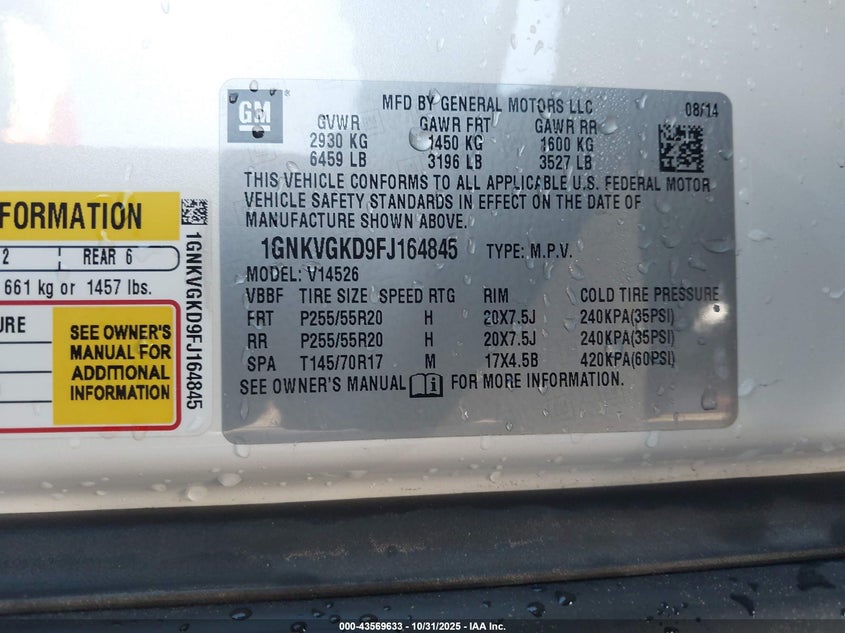 GM ®
MFD BY GENERAL MOTORS LLC 08/14
GVWR GAWR FRT GAWR RR
2930 KG 1450 KG 1600 KG
6459 LB 3196 LB 3527 LB
THIS VEHICLE CONFORMS TO ALL APPLICABLE U.S. FEDERAL MOTOR
VEHICLE SAFETY STANDARDS IN EFFECT ON THE DATE OF
MANUFACTURE SHOWN ABOVE.
1GNKVGKD9FJ164845 TYPE: M.P.V.
MODEL: V14526
VBBF TIRE SIZE SPEED RTG RIM COLD TIRE PRESSURE
FRT P255/55R20 H 20X7.5J 240KPA(35PSI)
RR P255/55R20 H 20X7.5J 240KPA(35PSI)
SPA T145/70R17 M 17X4.5B 420KPA(60PSI)
SEE OWNER'S MANUAL FOR MORE INFORMATION.
FORMATION
2 REAR 6
661 kg or 1457 lbs.
URE
SEE OWNER'S
MANUAL FOR
ADDITIONAL
INFORMATION
1GNKVGKD9FJ164845
000-43569633 - 10/31/2025 - IAA Inc.